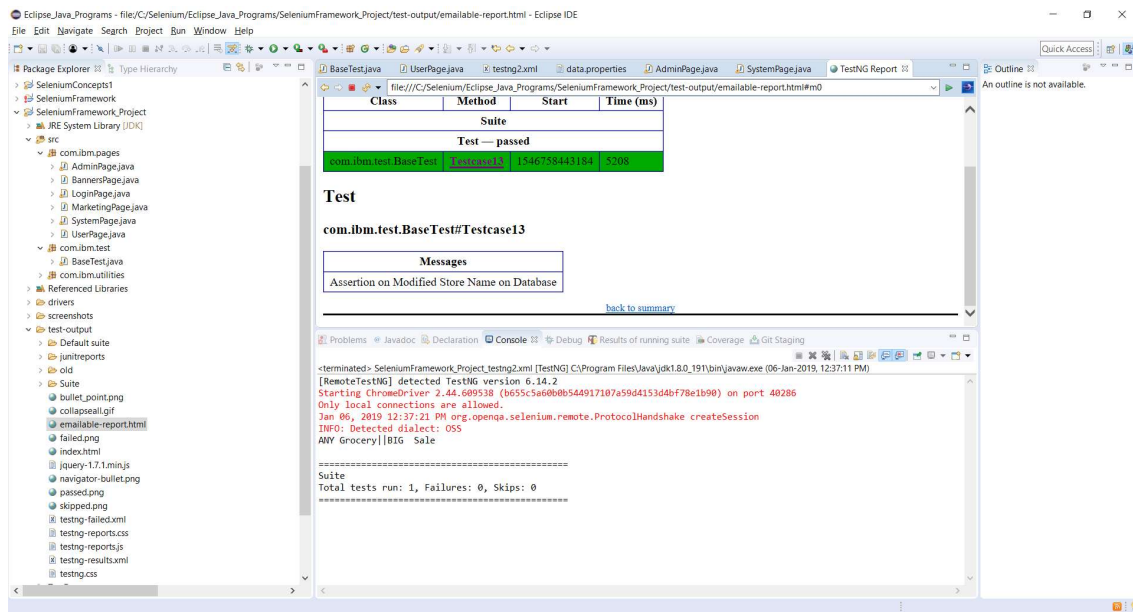 Eclipse_Java_Programs - file:/C:/Selenium/Eclipse_Java_Programs/SeleniumFramework_Project/test-output/emailable-report.html - Eclipse IDE
File Edit Navigate Search Project Run Window Help
Quick Access
Package Explorer Type Hierarchy
SeleniumConcepts1
SeleniumFramework
SeleniumFramework_Project
JRE System Library [JDK]
src
com.ibm.pages
AdminPage.java
BannersPage.java
LoginPage.java
MarketingPage.java
SystemPage.java
UserPage.java
com.ibm.test
BaseTest.java
com.ibm.utilities
Referenced Libraries
drivers
screenshots
test-output
Default suite
junitreports
old
Suite
bullet_point.png
collapseall.gif
emailable-report.html
failed.png
index.html
jquery-1.7.1.min.js
navigator-bullet.png
passed.png
skipped.png
testng-failed.xml
testng-reports.css
testng-reports.js
testng-results.xml
testng.css
BaseTest.java UserPage.java testng2.xml data.properties AdminPage.java SystemPage.java TestNG Report
file:///C:/Selenium/Eclipse_Java_Programs/SeleniumFramework_Project/test-output/emailable-report.html#m0
Class Method Start Time (ms)
Suite
Test — passed
com.ibm.test.BaseTest Testcase13 1546758443184 5208
Test
com.ibm.test.BaseTest#Testcase13
Messages
Assertion on Modified Store Name on Database
back to summary
Problems Javadoc Declaration Console Debug Results of running suite Coverage Git Staging
<terminated> SeleniumFramework_Project_testng2.xml [TestNG] C:\Program Files\Java\jdk1.8.0_191\bin\javaw.exe (06-Jan-2019, 12:37:11 PM)
[RemoteTestNG] detected TestNG version 6.14.2
Starting ChromeDriver 2.44.609538 (b655c5a60b0b544917107a59d4153d4bf78e1b90) on port 40286
Only local connections are allowed.
Jan 06, 2019 12:37:21 PM org.openqa.selenium.remote.ProtocolHandshake createSession
INFO: Detected dialect: OSS
ANY Grocery||BIG  Sale
===============================================
Suite
Total tests run: 1, Failures: 0, Skips: 0
===============================================
Outline
An outline is not available.